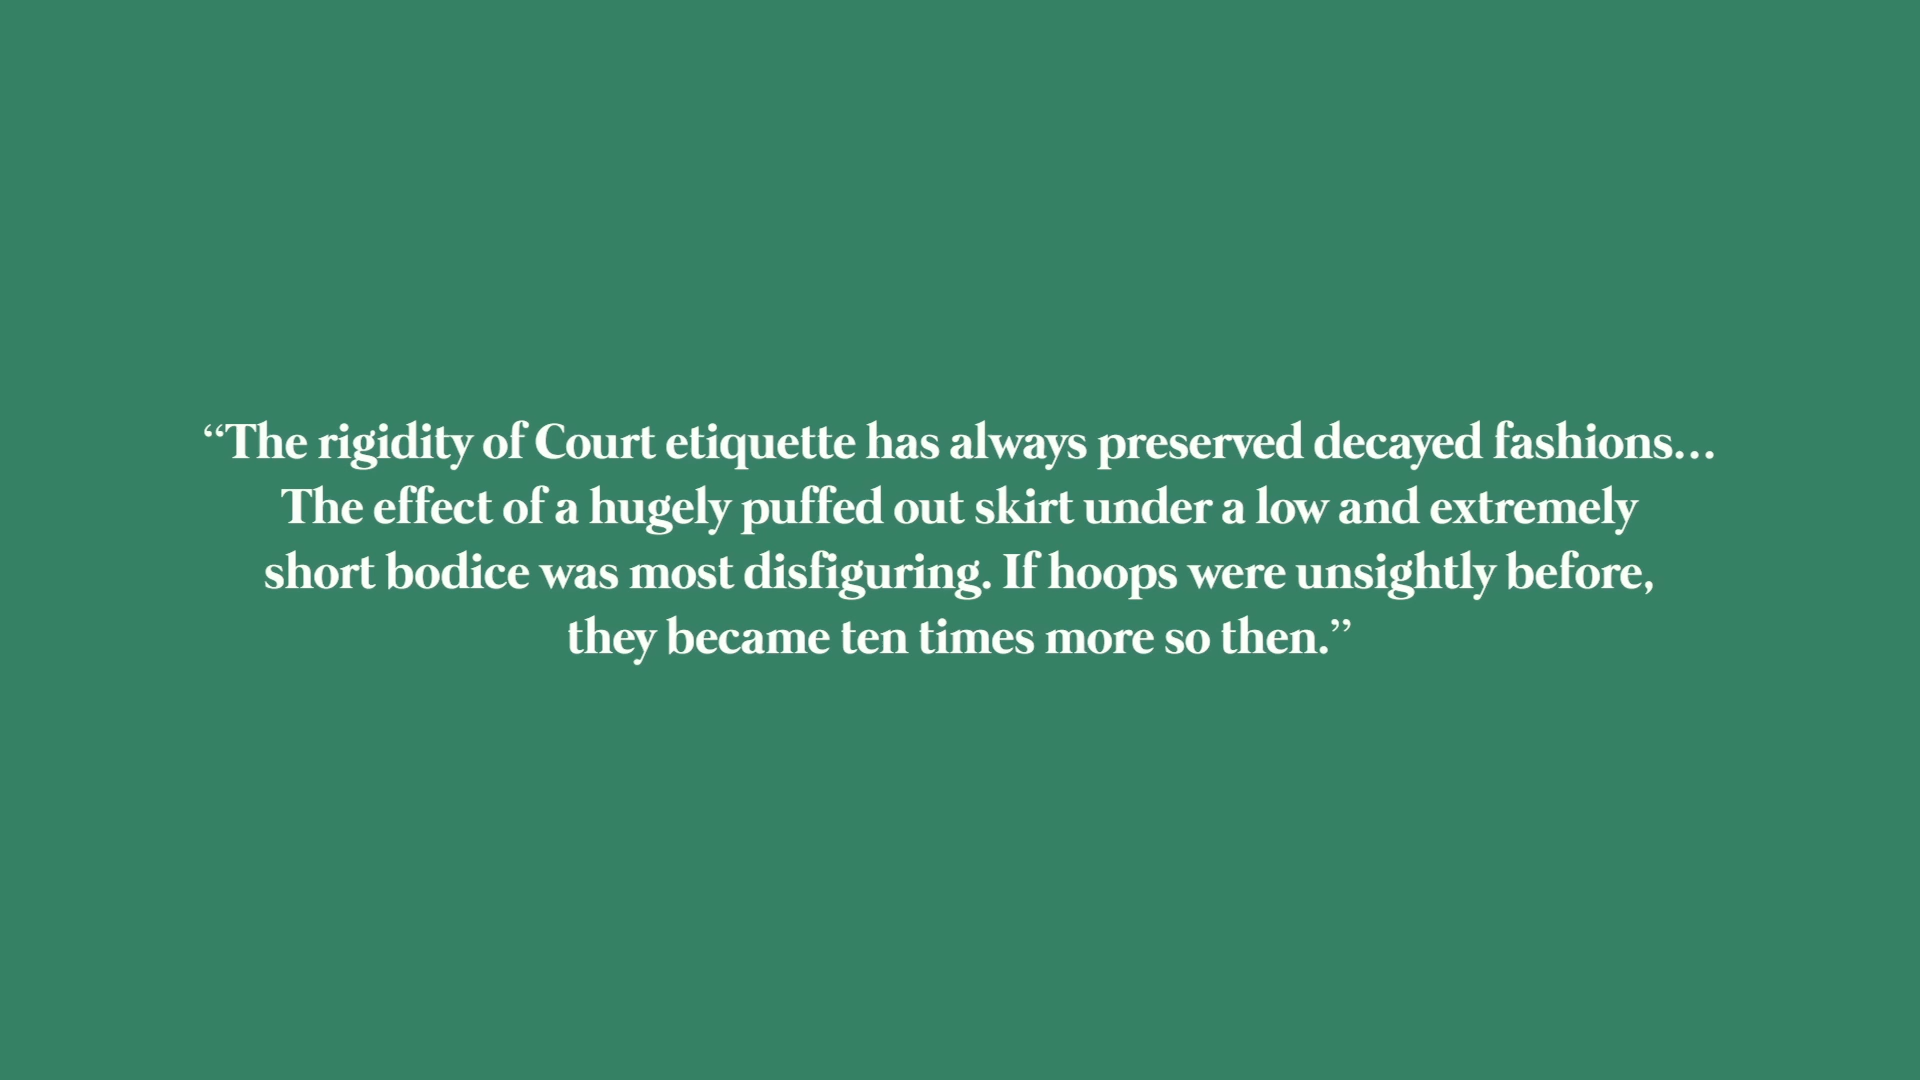 “The rigidity of Court etiquette has always preserved decayed fashions…
The effect of a hugely puffed out skirt under a low and extremely
short bodice was most disfiguring. If hoops were unsightly before,
they became ten times more so then.”